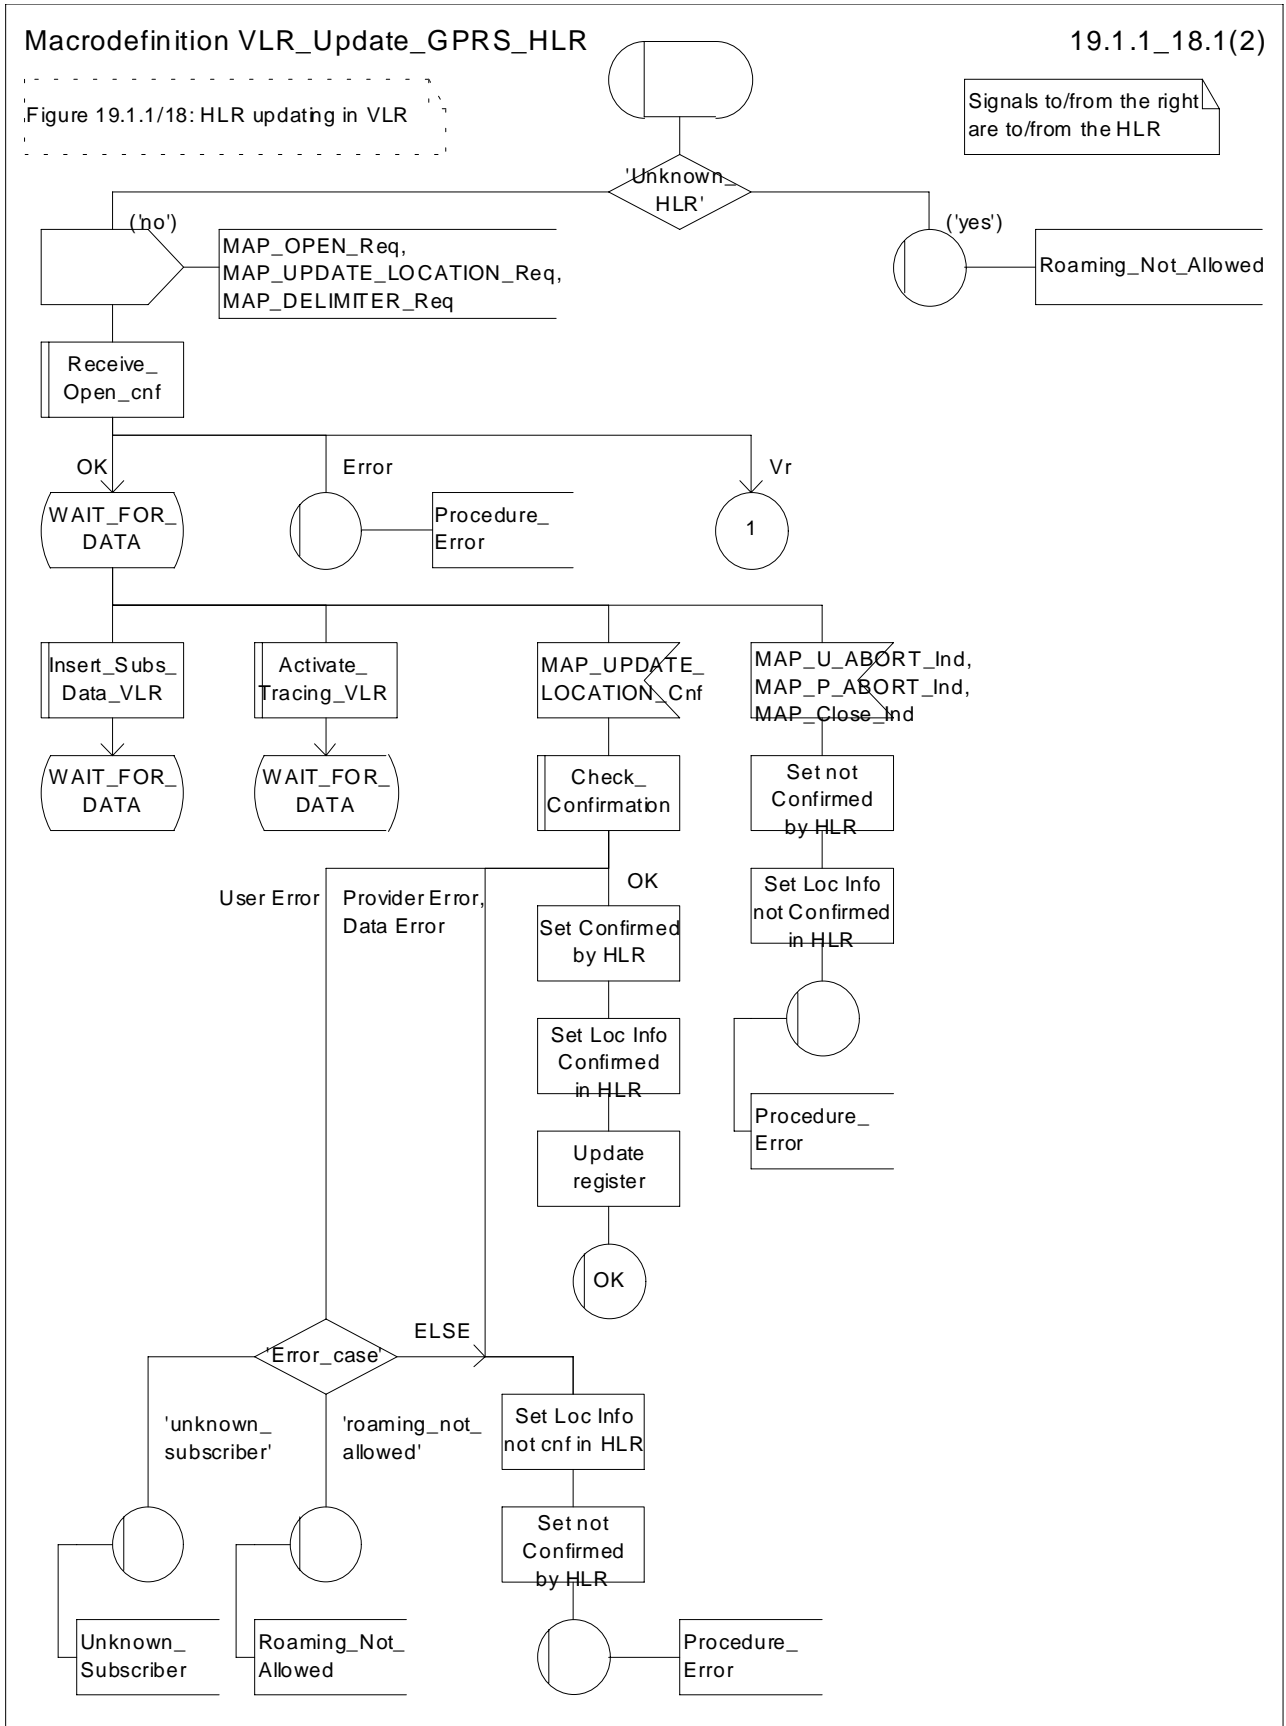 Macrodefinition VLR_Update_GPRS_HLR
19.1.1_18.1(2)
Figure 19.1.1/18: HLR updating in VLR
Signals to/from the right
are to/from the HLR
'Unknown_
HLR'
('no')
('yes')
MAP_OPEN_Req,
MAP_UPDATE_LOCATION_Req,
MAP_DELIMITER_Req
Roaming_Not_Allowed
Receive_
Open_cnf
OK
Error
Vr
WAIT_FOR_
DATA
Procedure_
Error
1
Insert_Subs_
Data_VLR
Activate_
Tracing_VLR
MAP_UPDATE_
LOCATION_Cnf
MAP_U_ABORT_Ind,
MAP_P_ABORT_Ind,
MAP_Close_Ind
WAIT_FOR_
DATA
WAIT_FOR_
DATA
Check_
Confirmation
Set not
Confirmed
by HLR
User Error
Provider Error,
Data Error
OK
Set Loc Info
not Confirmed
in HLR
Set Confirmed
by HLR
Set Loc Info
Confirmed
in HLR
Procedure_
Error
Update
register
OK
ELSE
'Error_case'
'unknown_
subscriber'
'roaming_not_
allowed'
Set Loc Info
not cnf in HLR
Set not
Confirmed
by HLR
Unknown_
Subscriber
Roaming_Not_
Allowed
Procedure_
Error